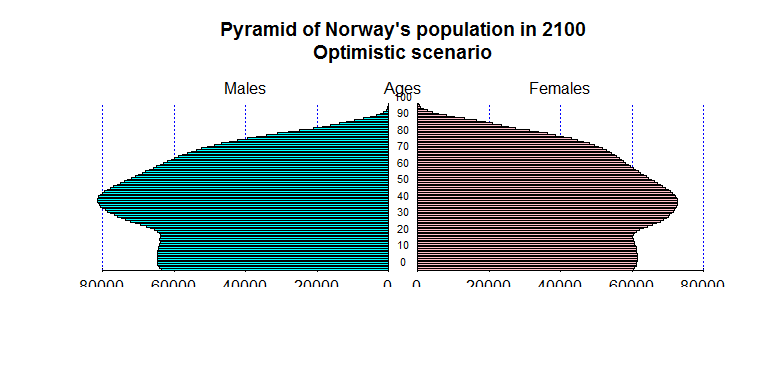 Pyramid of Norway's population in 2100
Optimistic scenario
Males Ages Females
100
90
80
70
60
50
40
30
20
10
0
80000 60000 40000 20000 0 0 20000 40000 60000 80000